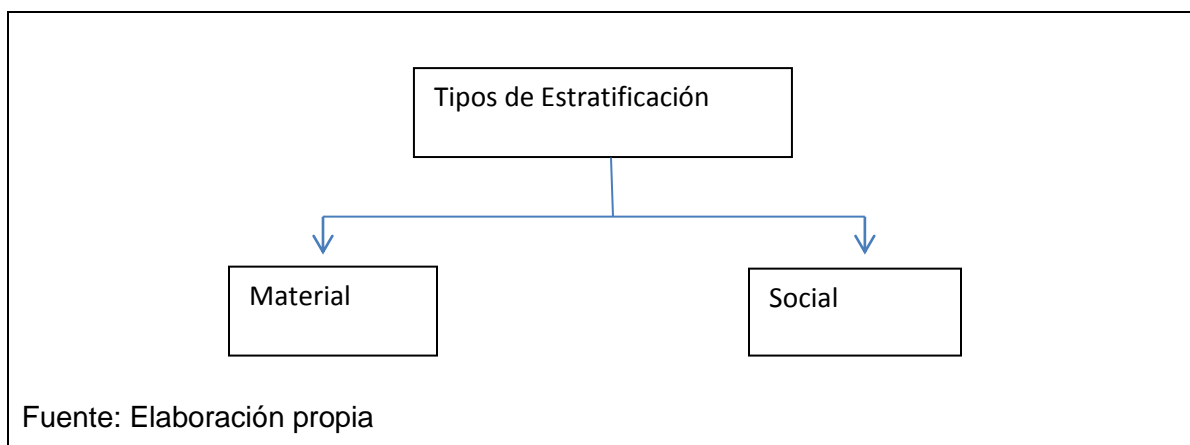 Tipos de Estratificación
Material
Social
Fuente: Elaboración propia